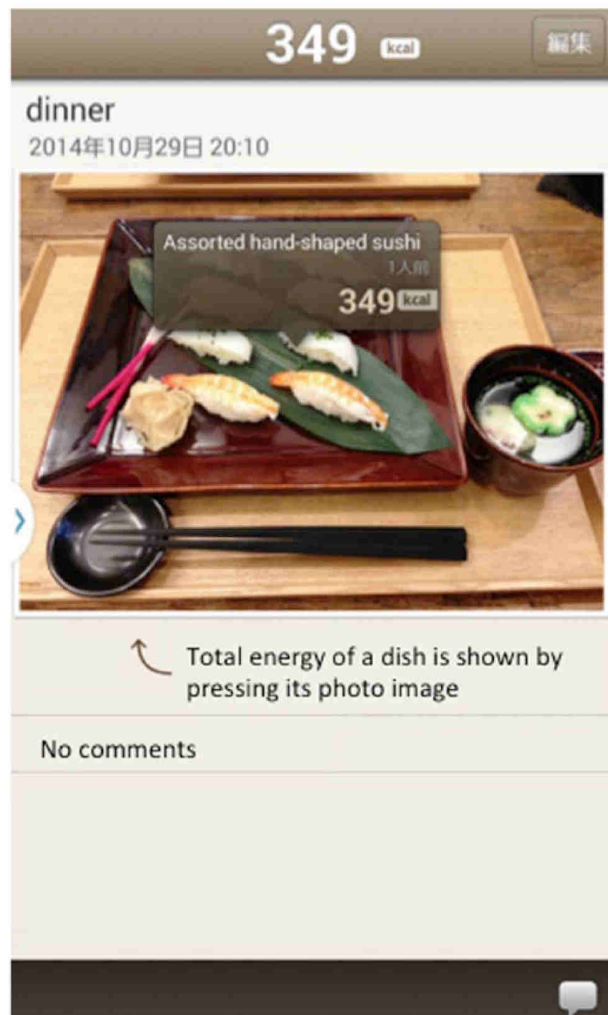 349 kcal
編集
dinner
2014年10月29日 20:10
Assorted hand-shaped sushi
1人前
349 kcal
Total energy of a dish is shown by
pressing its photo image
No comments